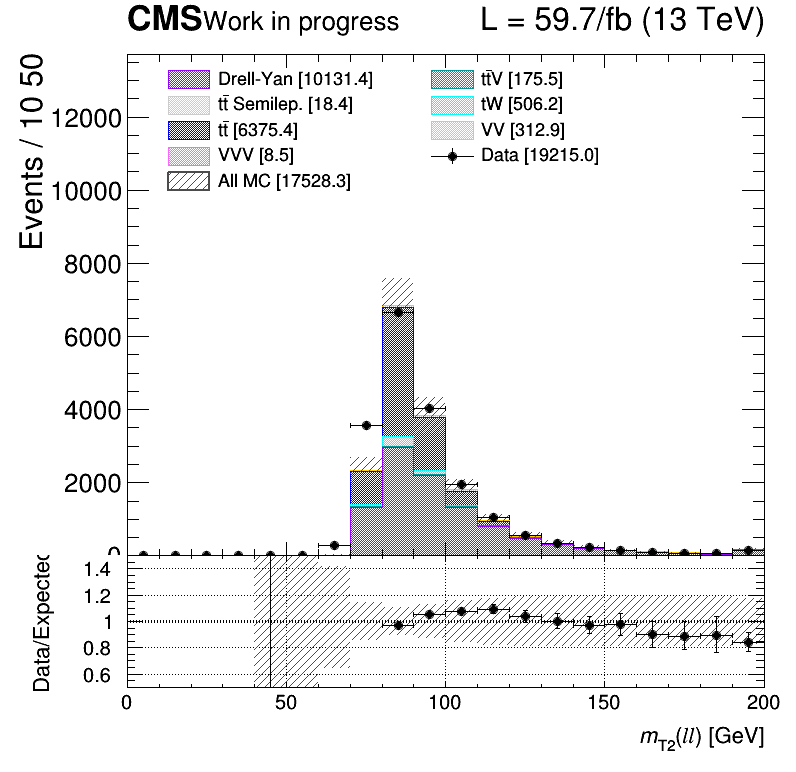 CMS Work in progress L = 59.7/fb (13 TeV)
Events / 10 50
Drell-Yan [10131.4]
tt̄ Semilep. [18.4]
tt̄ [6375.4]
VVV [8.5]
All MC [17528.3]
tt̄V [175.5]
tW [506.2]
VV [312.9]
Data [19215.0]
12000
10000
8000
6000
4000
2000
0
Data/Expected
1.4
1.2
1
0.8
0.6
0 50 100 150 200
m_T2(ll) [GeV]